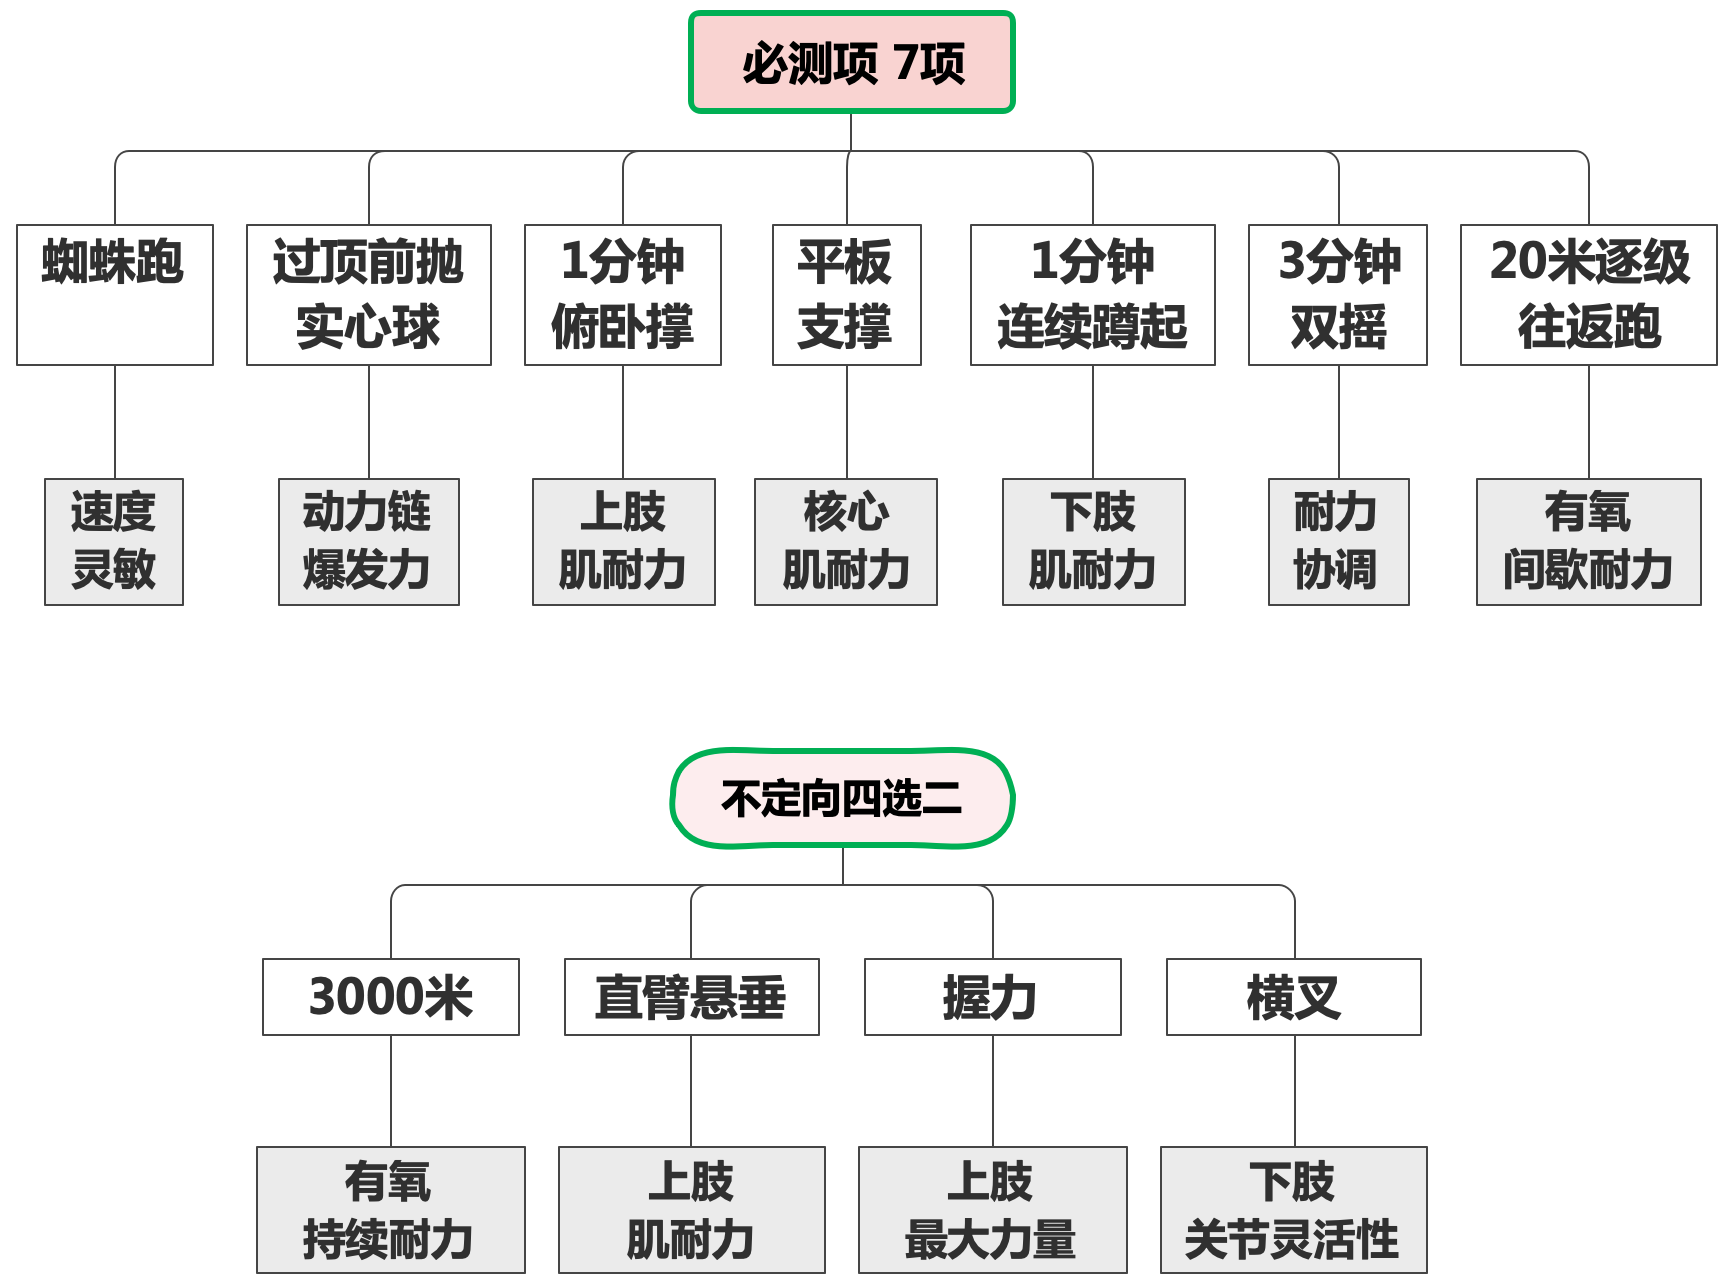 必测项 7项
蜘蛛跑
过顶前抛
实心球
1分钟
俯卧撑
平板
支撑
1分钟
连续蹲起
3分钟
双摇
20米逐级
往返跑
速度
灵敏
动力链
爆发力
上肢
肌耐力
核心
肌耐力
下肢
肌耐力
耐力
协调
有氧
间歇耐力
不定向四选二
3000米
直臂悬垂
握力
横叉
有氧
持续耐力
上肢
肌耐力
上肢
最大力量
下肢
关节灵活性